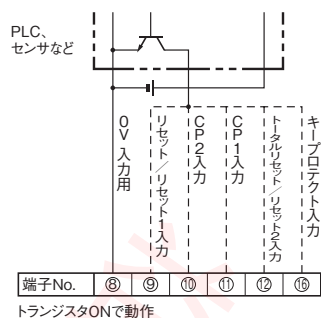 PLC、
センサなど
0V入力用
リセット/リセット1入力
CP2入力
CP1入力
トータルリセット/リセット2入力
キープロテクト入力
端子No. ⑧ ⑨ ⑩ ⑪ ⑫ ⑯
トランジスタONで動作